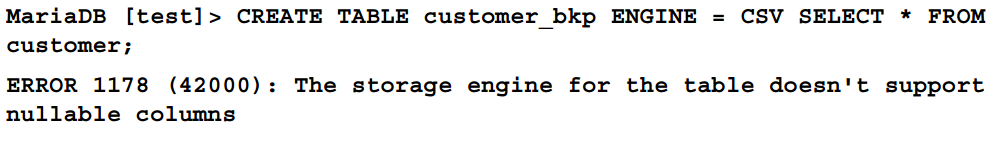 MariaDB [test]> CREATE TABLE customer_bkp ENGINE = CSV SELECT * FROM
customer;
ERROR 1178 (42000): The storage engine for the table doesn't support
nullable columns